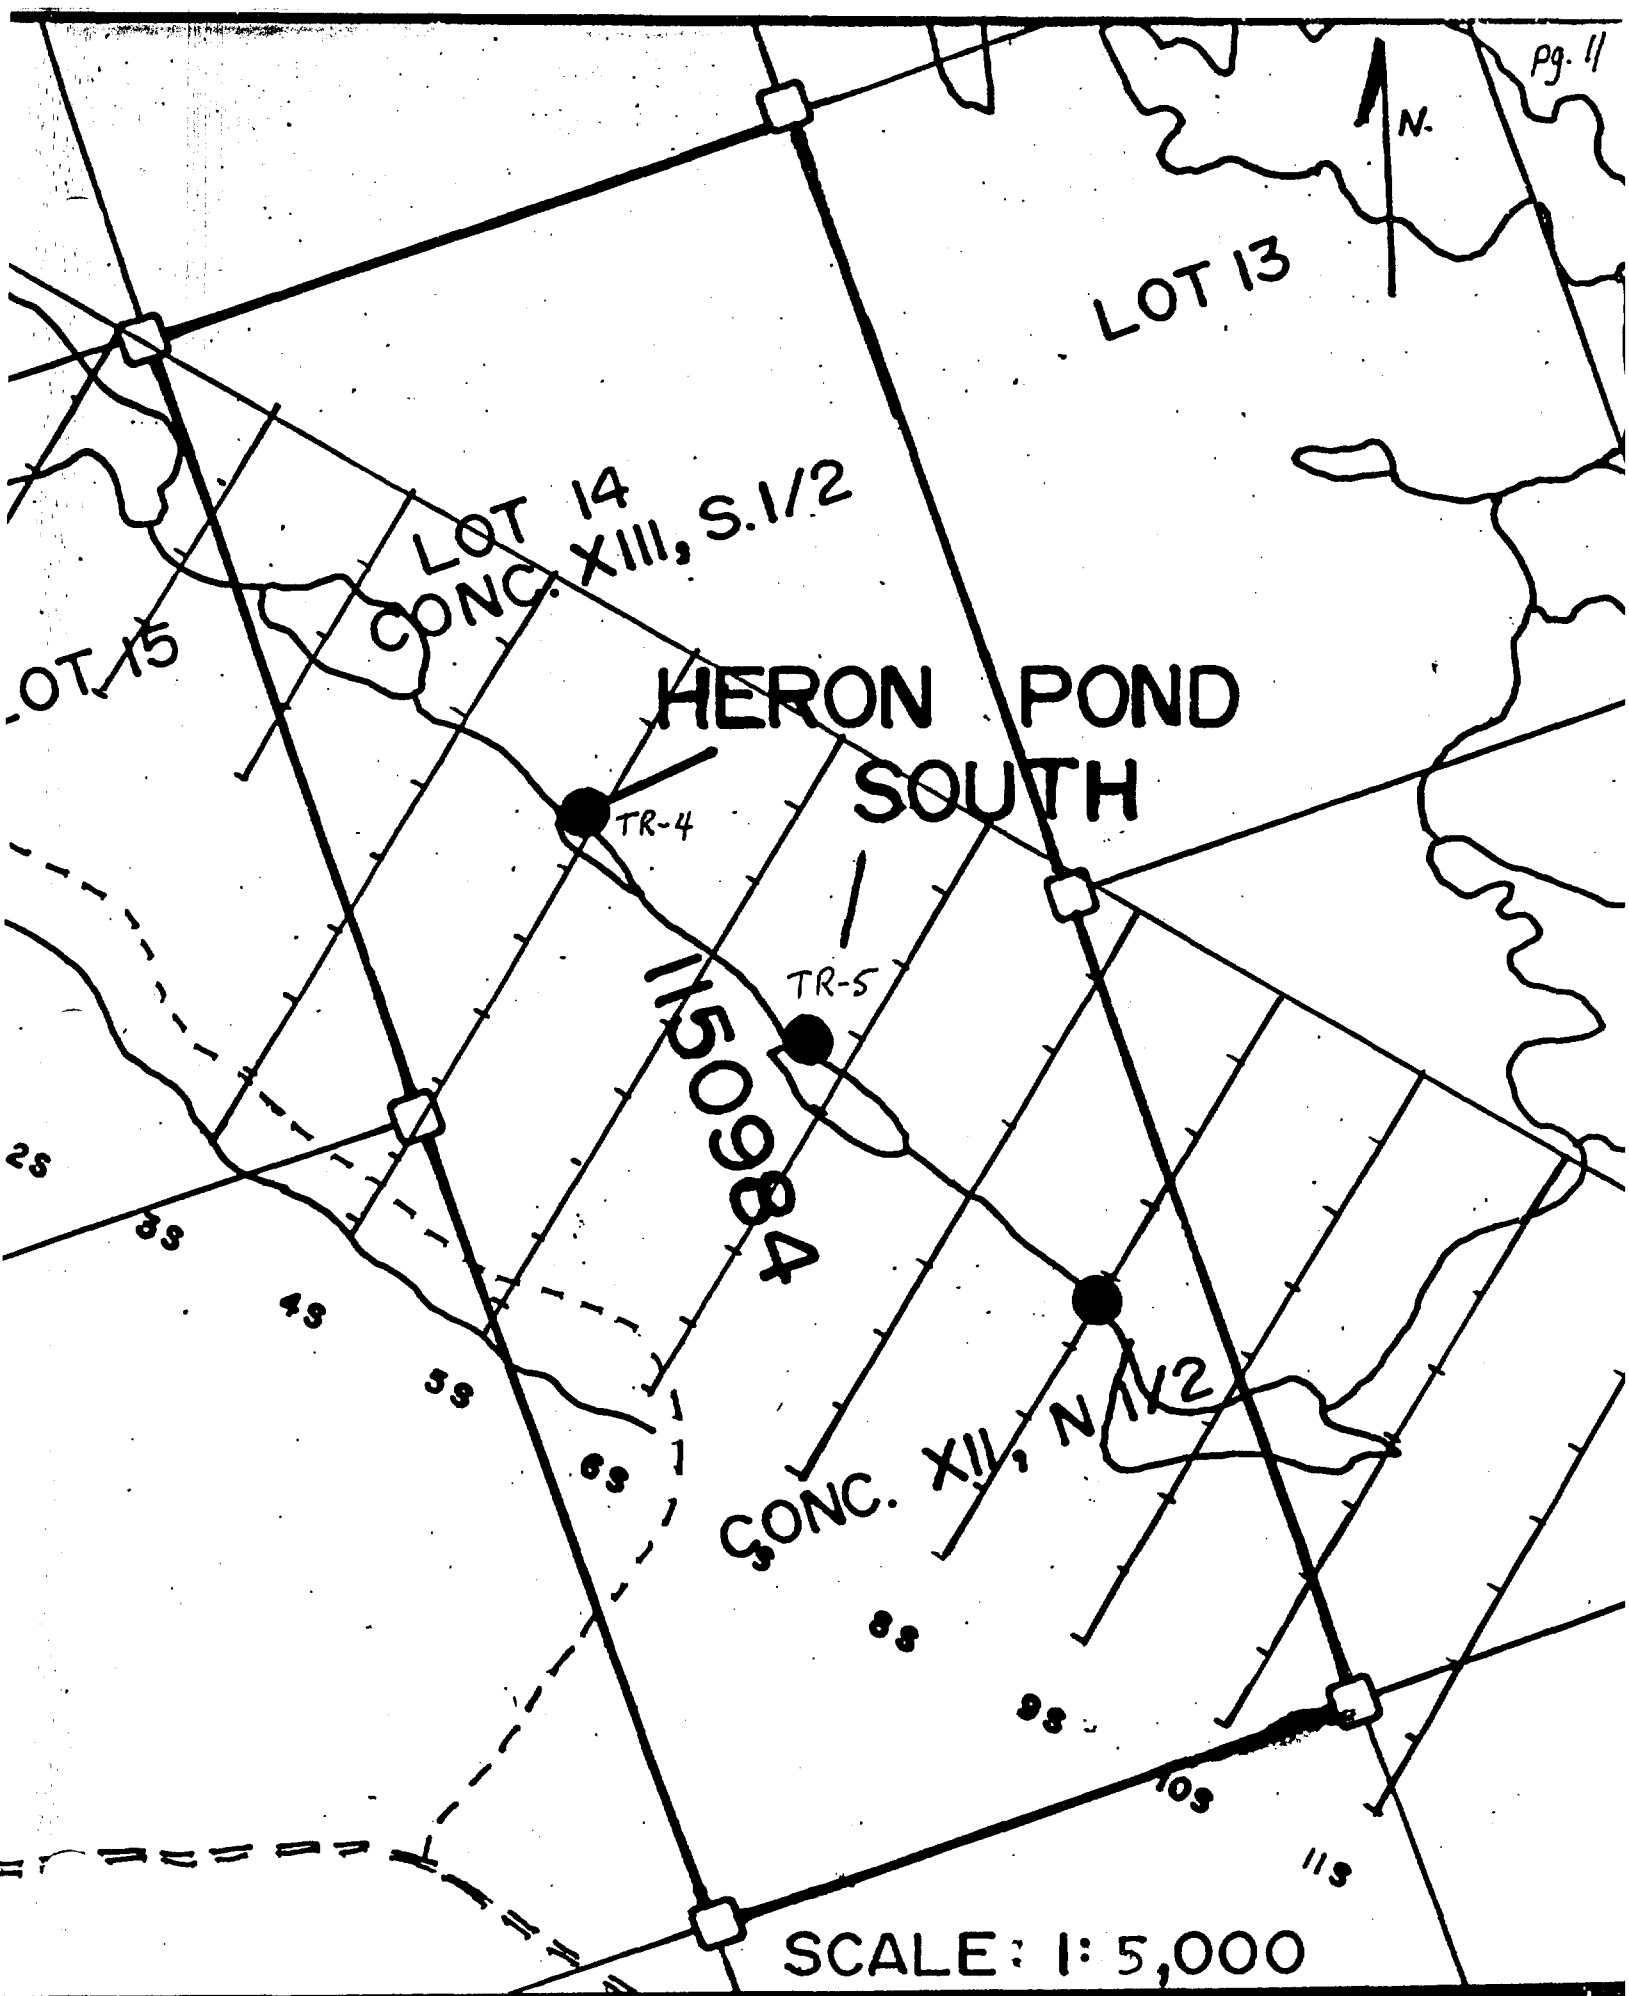 pg. 11
N.
LOT 13
LOT 14
CONC. XIII, S.1/2
OT 15
HERON POND
SOUTH
TR-4
TR-5
1150984
2S
3S
4S
5S
6S
CONC. XII, N 1/2
8S
9S
10S
11S
SCALE: 1: 5,000